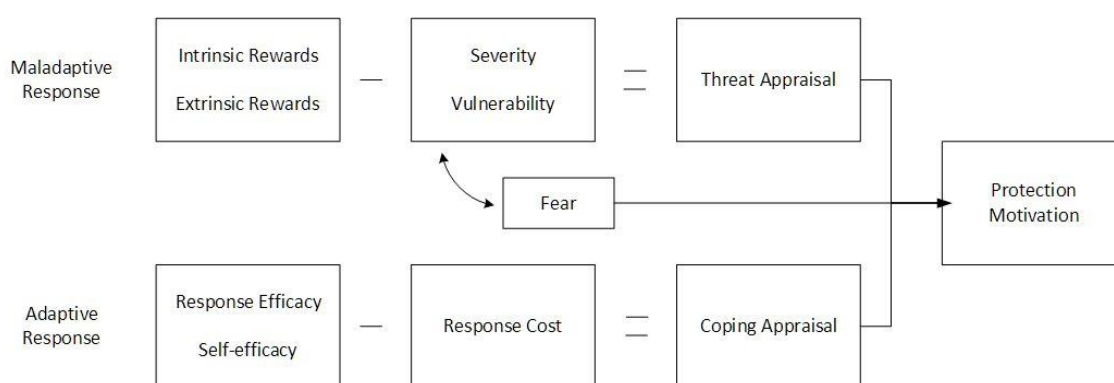 Maladaptive
Response
Intrinsic Rewards
Extrinsic Rewards
—
Severity
Vulnerability
=
Threat Appraisal
Fear
Protection
Motivation
Adaptive
Response
Response Efficacy
Self-efficacy
—
Response Cost
=
Coping Appraisal